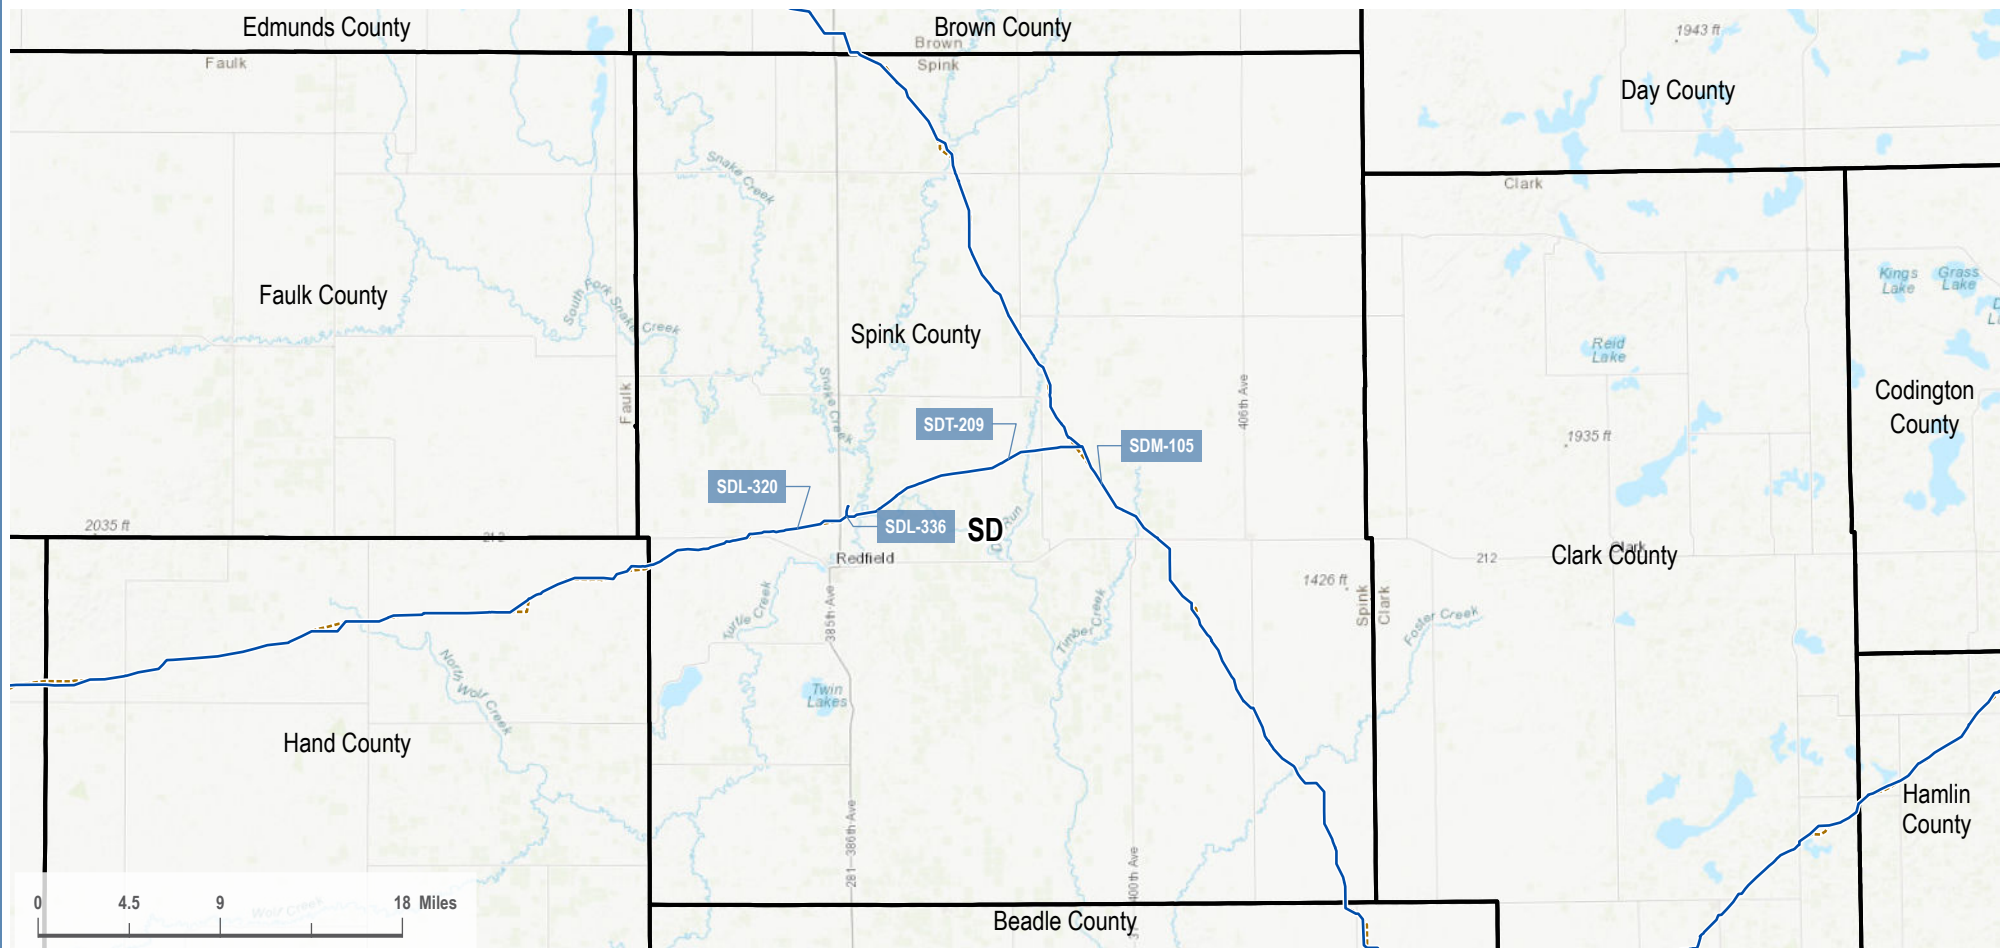 Edmunds County
Brown County
Brown
Spink
1943 ft
Faulk
Day County
Snake Creek
Clark
Faulk County
South Fork Snake Creek
Kings
Lake
Grass
Lake
Spink County
Reid
Lake
Snake Creek
Faulk
406th Ave
Codington
County
SDT-209
SDM-105
1935 ft
SDL-320
SDL-336
SD
2035 ft
212
Redfield
212
Clark
Clark County
1426 ft
Spink
Clark
Turtle Creek
385th Ave
Timber Creek
Foster Creek
North Wolf Creek
Twin
Lakes
Hand County
Hamlin
County
281-386th Ave
400th Ave
0 4.5 9 18 Miles
Wolf Creek
Beadle County